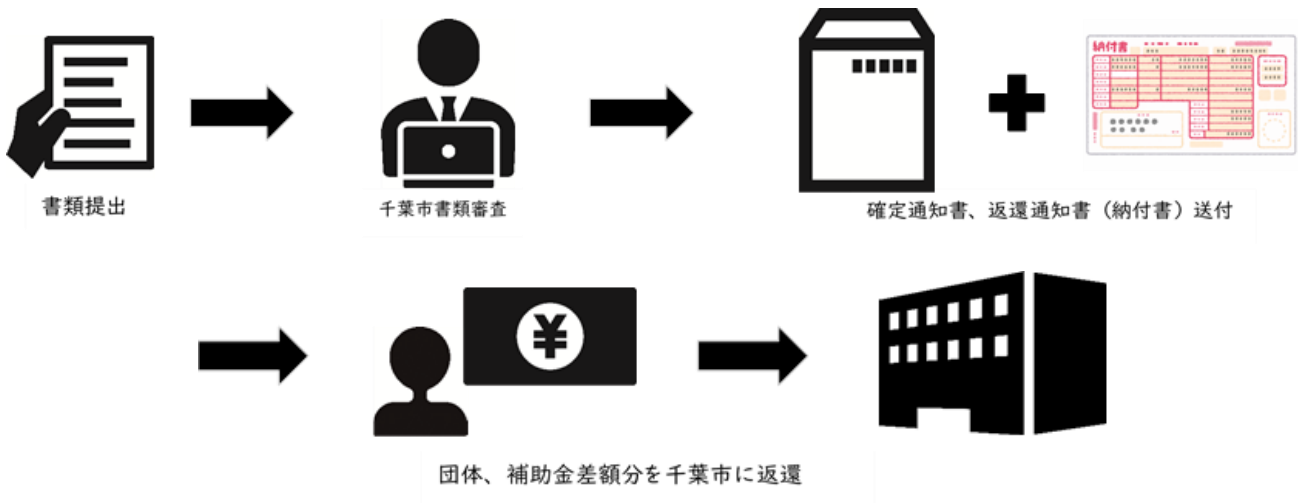 納付書
書類提出
千葉市書類審査
確定通知書、返還通知書（納付書）送付
¥
団体、補助金差額分を千葉市に返還